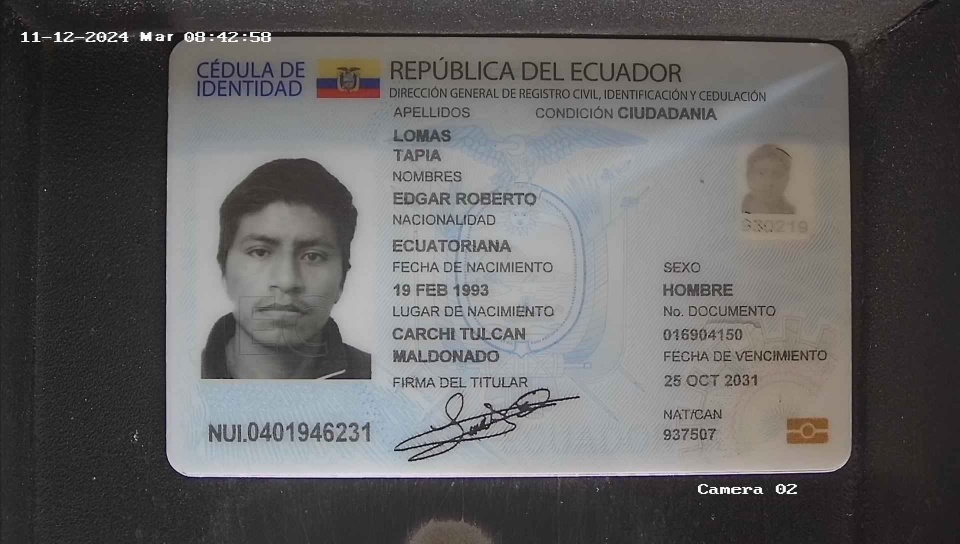 11-12-2024 Mar 08:42:58
CÉDULA DE
IDENTIDAD
REPÚBLICA DEL ECUADOR
DIRECCIÓN GENERAL DE REGISTRO CIVIL, IDENTIFICACIÓN Y CEDULACIÓN
APELLIDOS
CONDICIÓN CIUDADANIA
LOMAS
TAPIA
NOMBRES
EDGAR ROBERTO
NACIONALIDAD
ECUATORIANA
FECHA DE NACIMIENTO
19 FEB 1993
LUGAR DE NACIMIENTO
CARCHI TULCAN
MALDONADO
FIRMA DEL TITULAR
930219
SEXO
HOMBRE
No. DOCUMENTO
016904150
FECHA DE VENCIMIENTO
25 OCT 2031
NAT/CAN
937507
NUI.0401946231
Camera 02